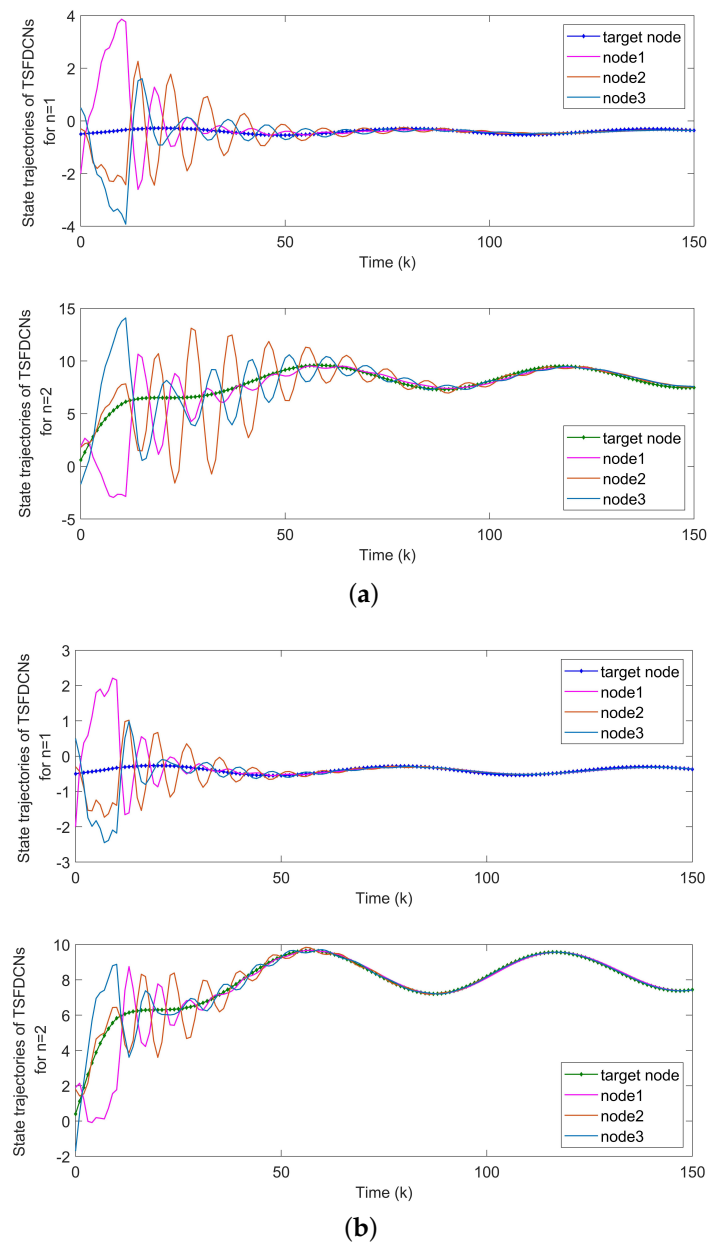 State trajectories of TSFDCNs
for n=1
4
2
0
-2
-4
0
50
100
150
Time (k)
target node
node1
node2
node3
State trajectories of TSFDCNs
for n=2
15
10
5
0
-5
0
50
100
150
Time (k)
target node
node1
node2
node3
(a)
State trajectories of TSFDCNs
for n=1
3
2
1
0
-1
-2
-3
0
50
100
150
Time (k)
target node
node1
node2
node3
State trajectories of TSFDCNs
for n=2
10
8
6
4
2
0
-2
0
50
100
150
Time (k)
target node
node1
node2
node3
(b)